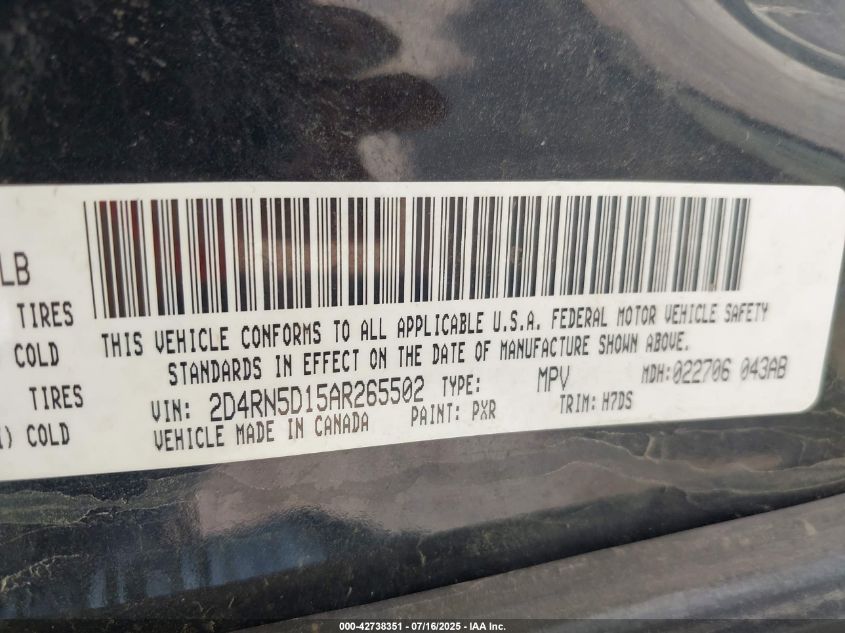 LB
TIRES
COLD
TIRES
) COLD
THIS VEHICLE CONFORMS TO ALL APPLICABLE U.S.A. FEDERAL MOTOR VEHICLE SAFETY
STANDARDS IN EFFECT ON THE DATE OF MANUFACTURE SHOWN ABOVE.
VIN: 2D4RN5D15AR265502 TYPE: MPV MDH:022706 043AB
VEHICLE MADE IN CANADA PAINT: PXR TRIM: H7DS
000-42738351 / 07/16/2025 - IAA Inc.